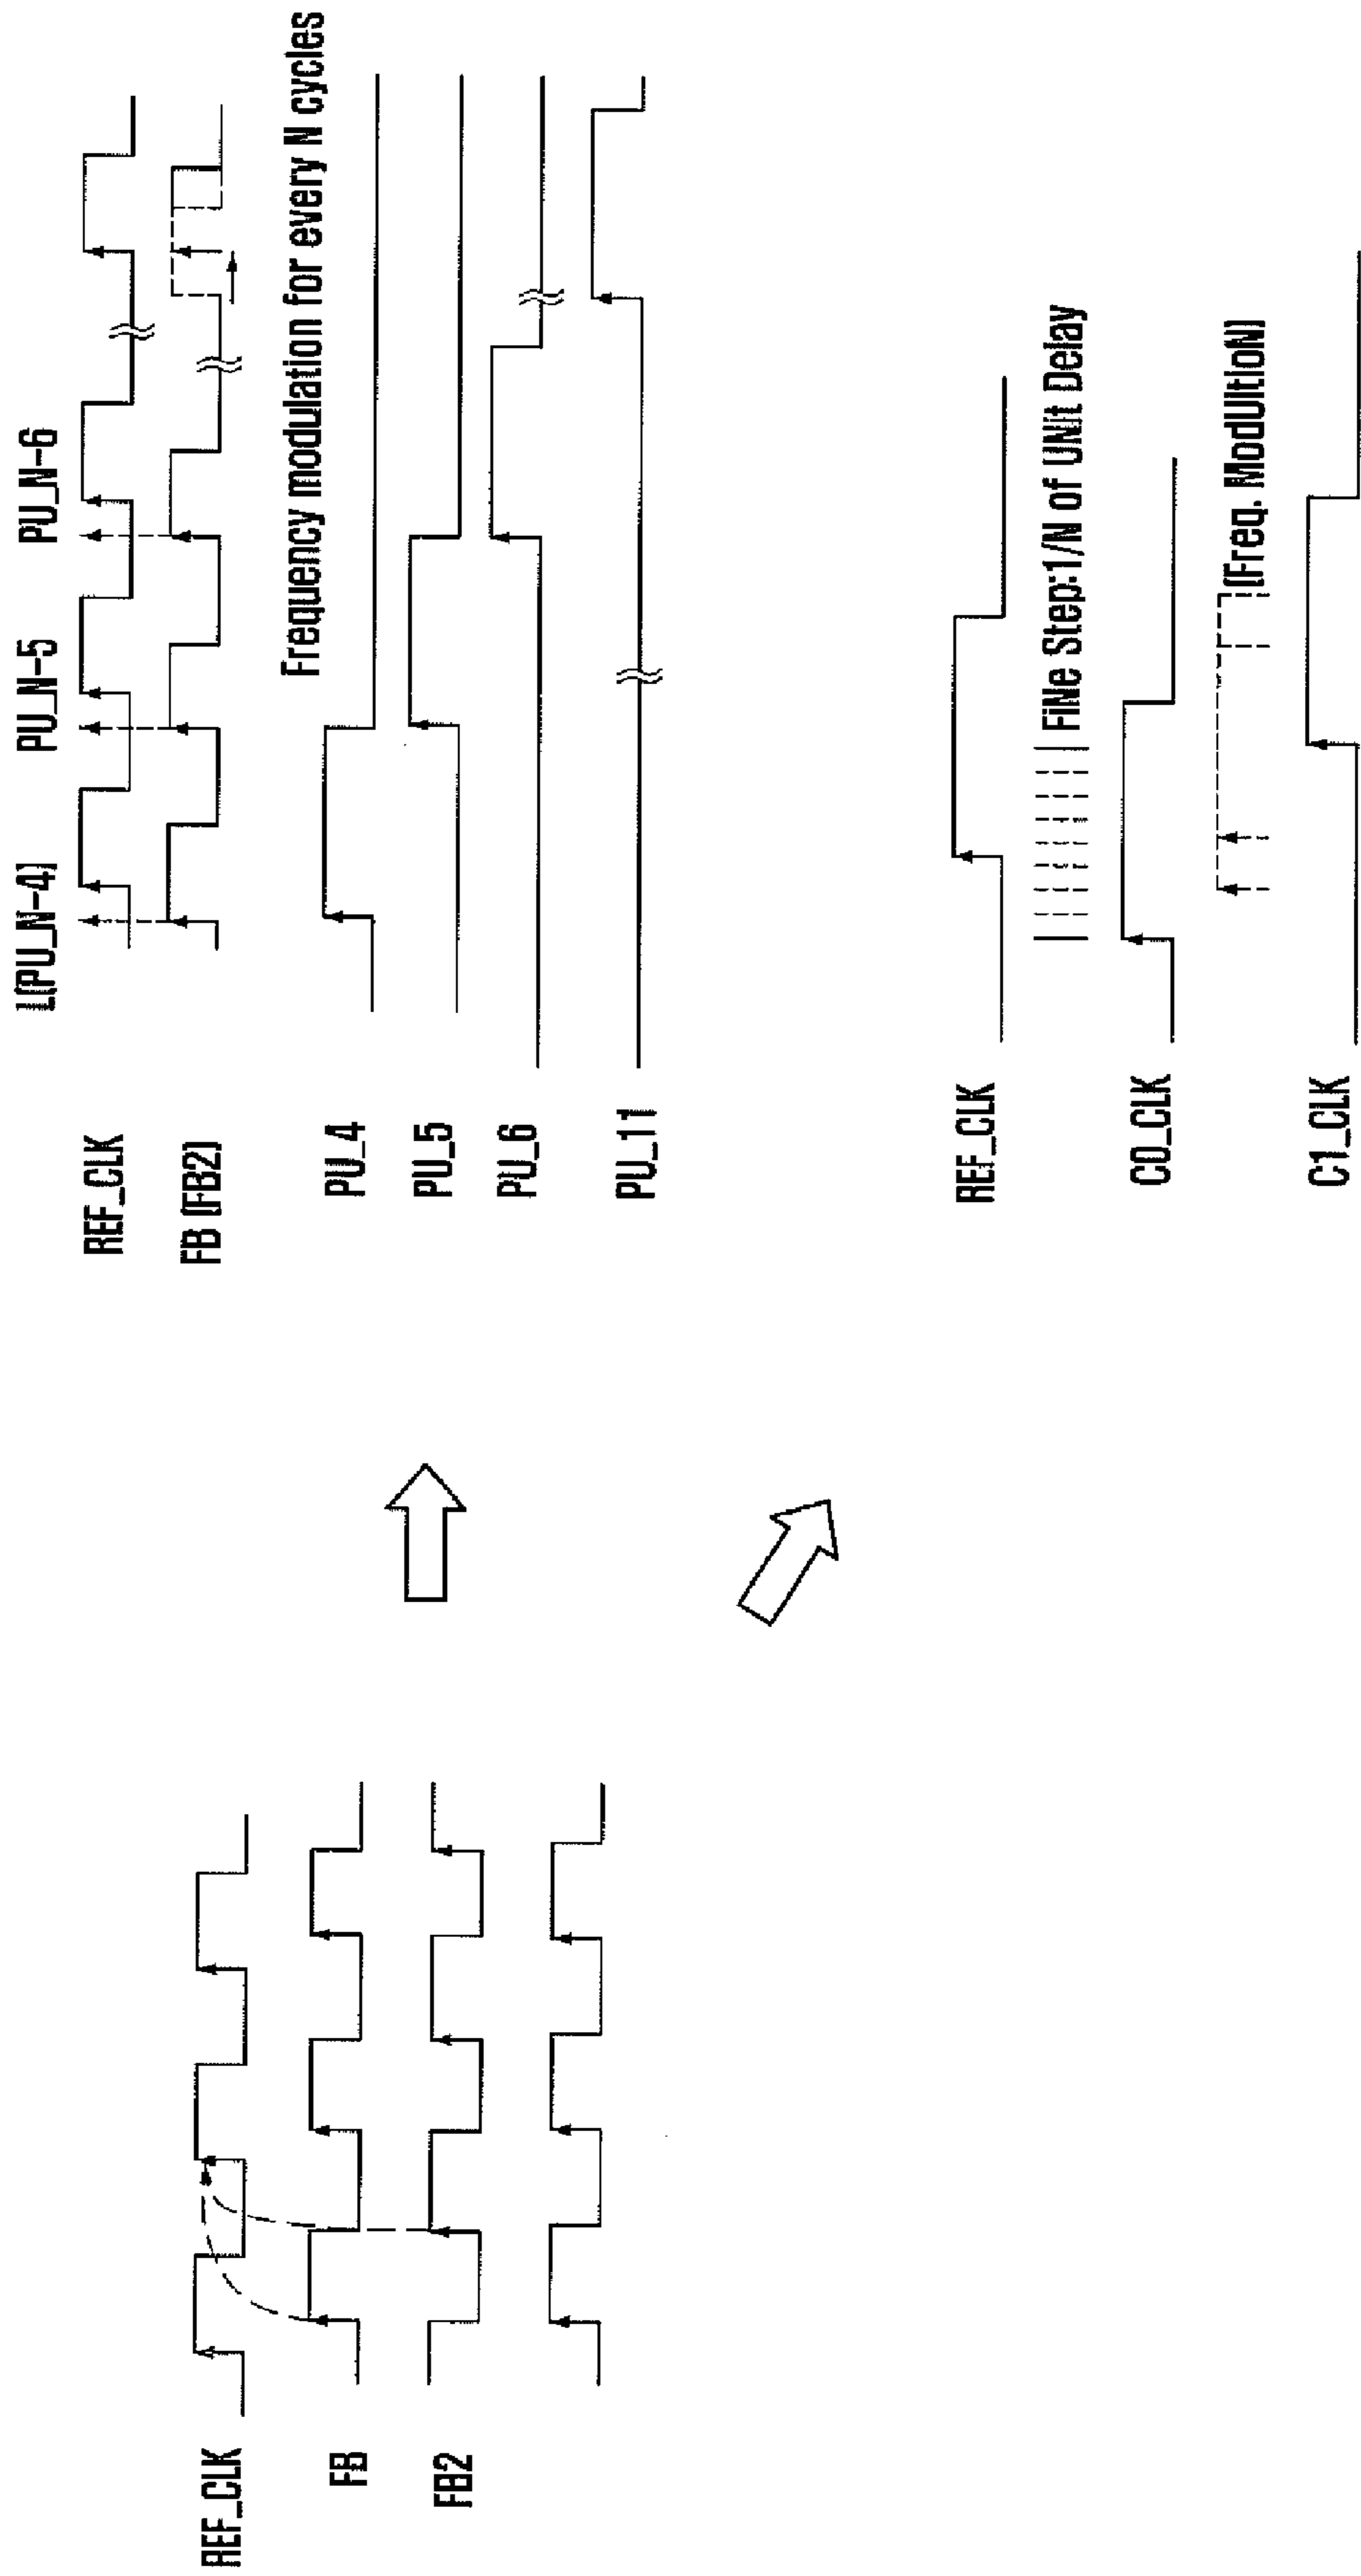 REF_CLK
FB
FB2
L(PU_N-4) PU_N-5 PU_N-6
REF_CLK
FB (FB2)
Frequency modulation for every N cycles
PU_4
PU_5
PU_6
PU_11
REF_CLK
FiNe Step:1/N of UNit Delay
C0_CLK
(Freq. ModUltioN)
C1_CLK